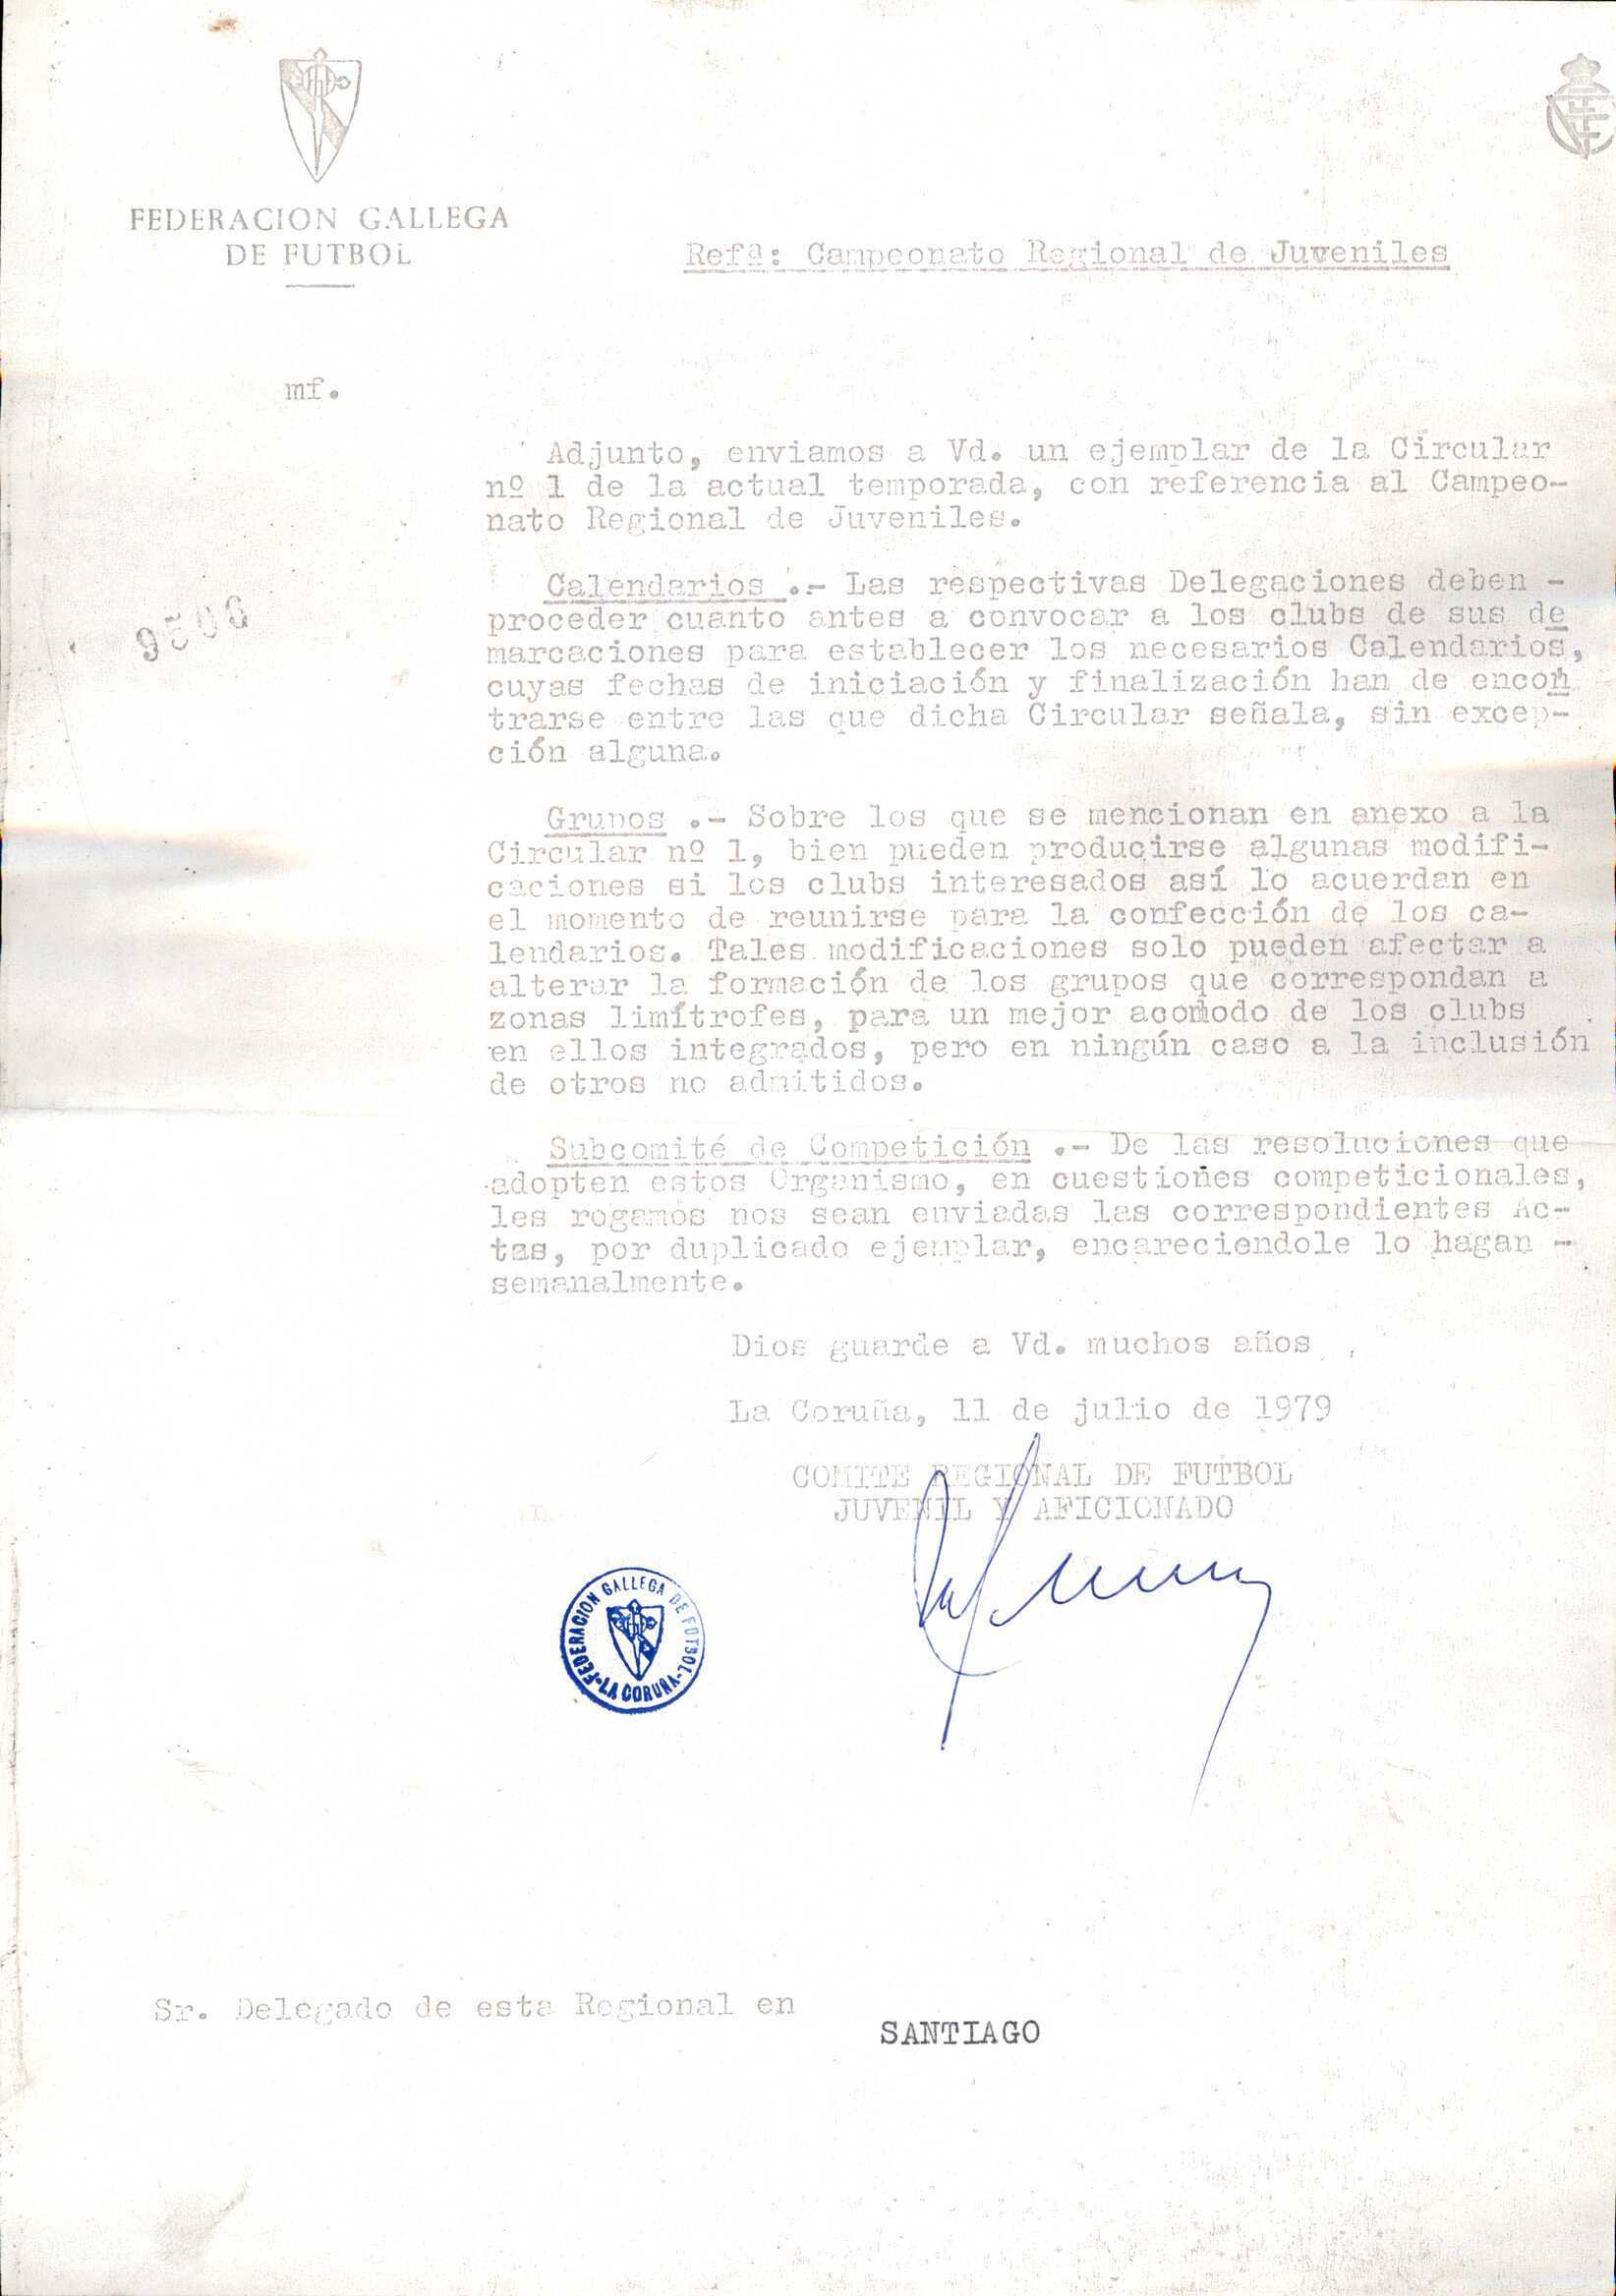 FEDERACION GALLEGA
DE FUTBOL
Refª: Campeonato Regional de Juveniles
mf.
Adjunto, enviamos a Vd. un ejemplar de la Circular
nº 1 de la actual temporada, con referencia al Campeo-
nato Regional de Juveniles.
Calendarios .- Las respectivas Delegaciones deben -
proceder cuanto antes a convocar a los clubs de sus de
marcaciones para establecer los necesarios Calendarios,
cuyas fechas de iniciación y finalización han de encon
trarse entre las que dicha Circular señala, sin excep-
ción alguna.
Grupos .- Sobre los que se mencionan en anexo a la
Circular nº 1, bien pueden producirse algunas modifi-
caciones si los clubs interesados así lo acuerdan en
el momento de reunirse para la confección de los ca-
lendarios. Tales modificaciones solo pueden afectar a
alterar la formación de los grupos que correspondan a
zonas limítrofes, para un mejor acomodo de los clubs
en ellos integrados, pero en ningún caso a la inclusión
de otros no admitidos.
Subcomité de Competición .- De las resoluciones que
adopten estos Organismo, en cuestiones competicionales,
les rogamos nos sean enviadas las correspondientes Ac-
tas, por duplicado ejemplar, encareciendole lo hagan -
semanalmente.
Dios guarde a Vd. muchos años
La Coruña, 11 de julio de 1979
COMITE REGIONAL DE FUTBOL
JUVENIL Y AFICIONADO
FEDERACION GALLEGA DE FUTBOL
-LA CORUÑA-
Sr. Delegado de esta Regional en
SANTIAGO